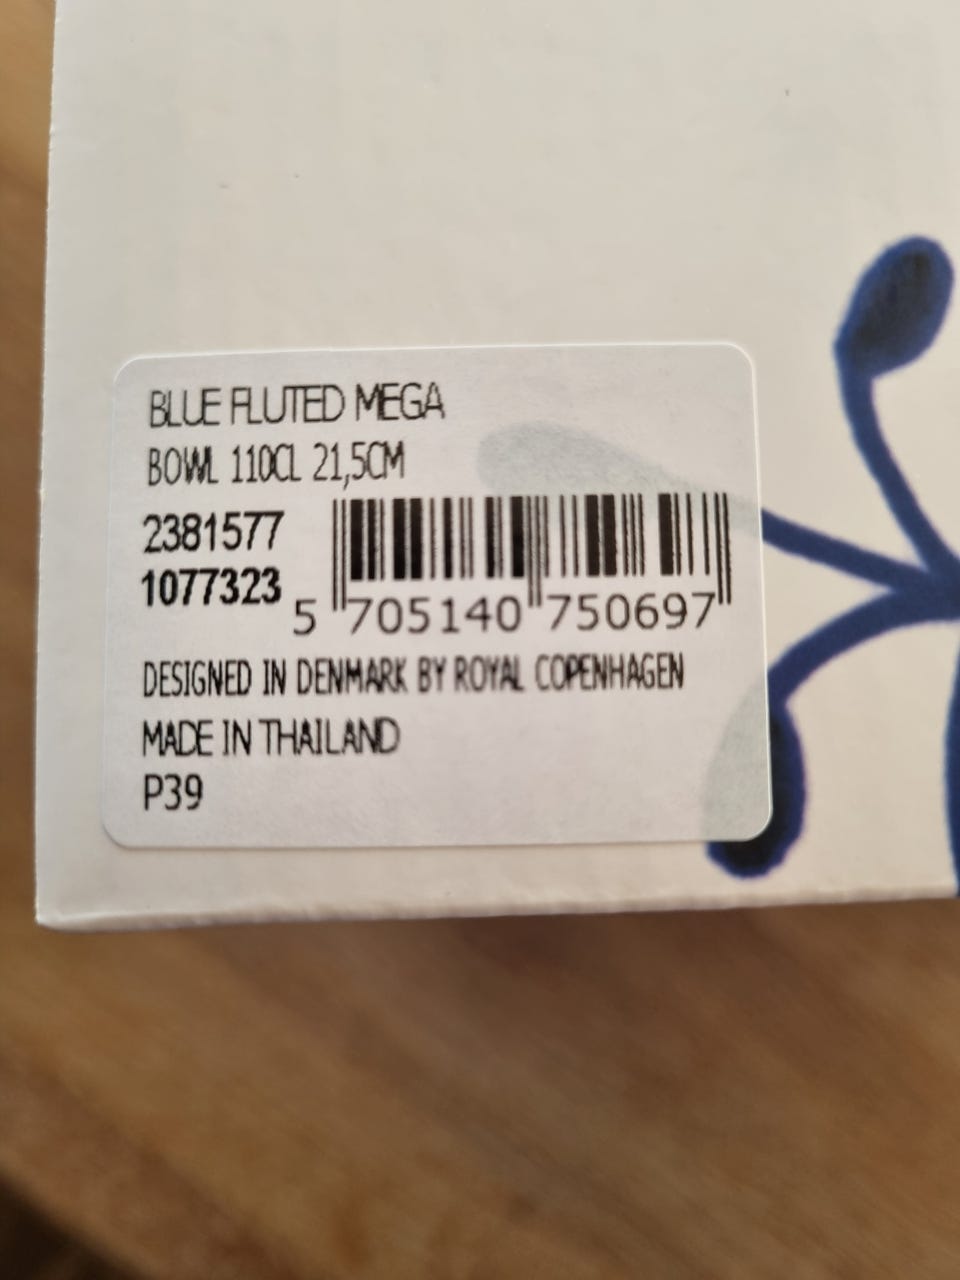 BLUE FLUTED MEGA
BOWL 110CL 21,5CM
2381577
1077323
5 705140 750697
DESIGNED IN DENMARK BY ROYAL COPENHAGEN
MADE IN THAILAND
P39